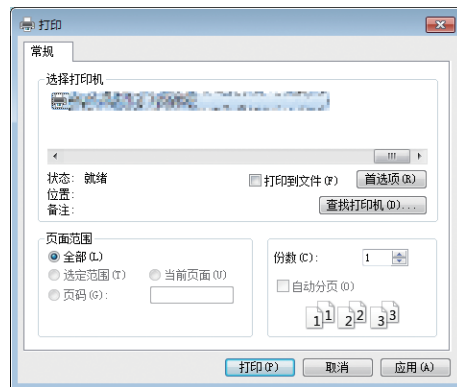 打印
常规
选择打印机
状态: 就绪
打印到文件(F)
首选项(R)
位置:
备注:
查找打印机(D)...
页面范围
全部(L)
选定范围(T)
当前页面(U)
页码(G):
份数(C):
1
自动分页(O)
1 1 2 2 3 3
打印(P)
取消
应用(A)